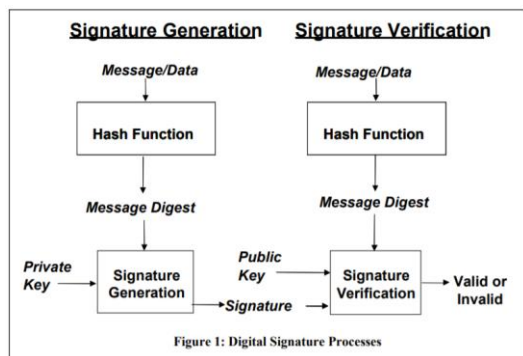 Signature Generation
Signature Verification
Message/Data
Message/Data
Hash Function
Hash Function
Message Digest
Message Digest
Private
Key
Signature
Generation
Public
Key
Signature
Signature
Verification
Valid or
Invalid
Figure 1: Digital Signature Processes